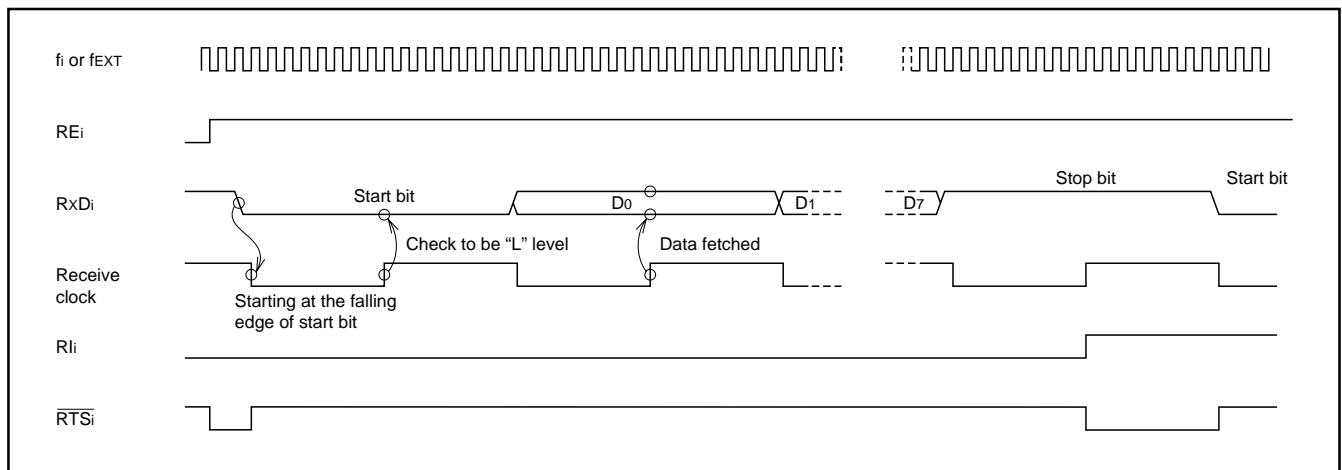 fi or fEXT
REi
RxDi
Start bit
D0
D1
D7
Stop bit
Start bit
Check to be “L” level
Data fetched
Receive
clock
Starting at the falling
edge of start bit
RIi
RTSi